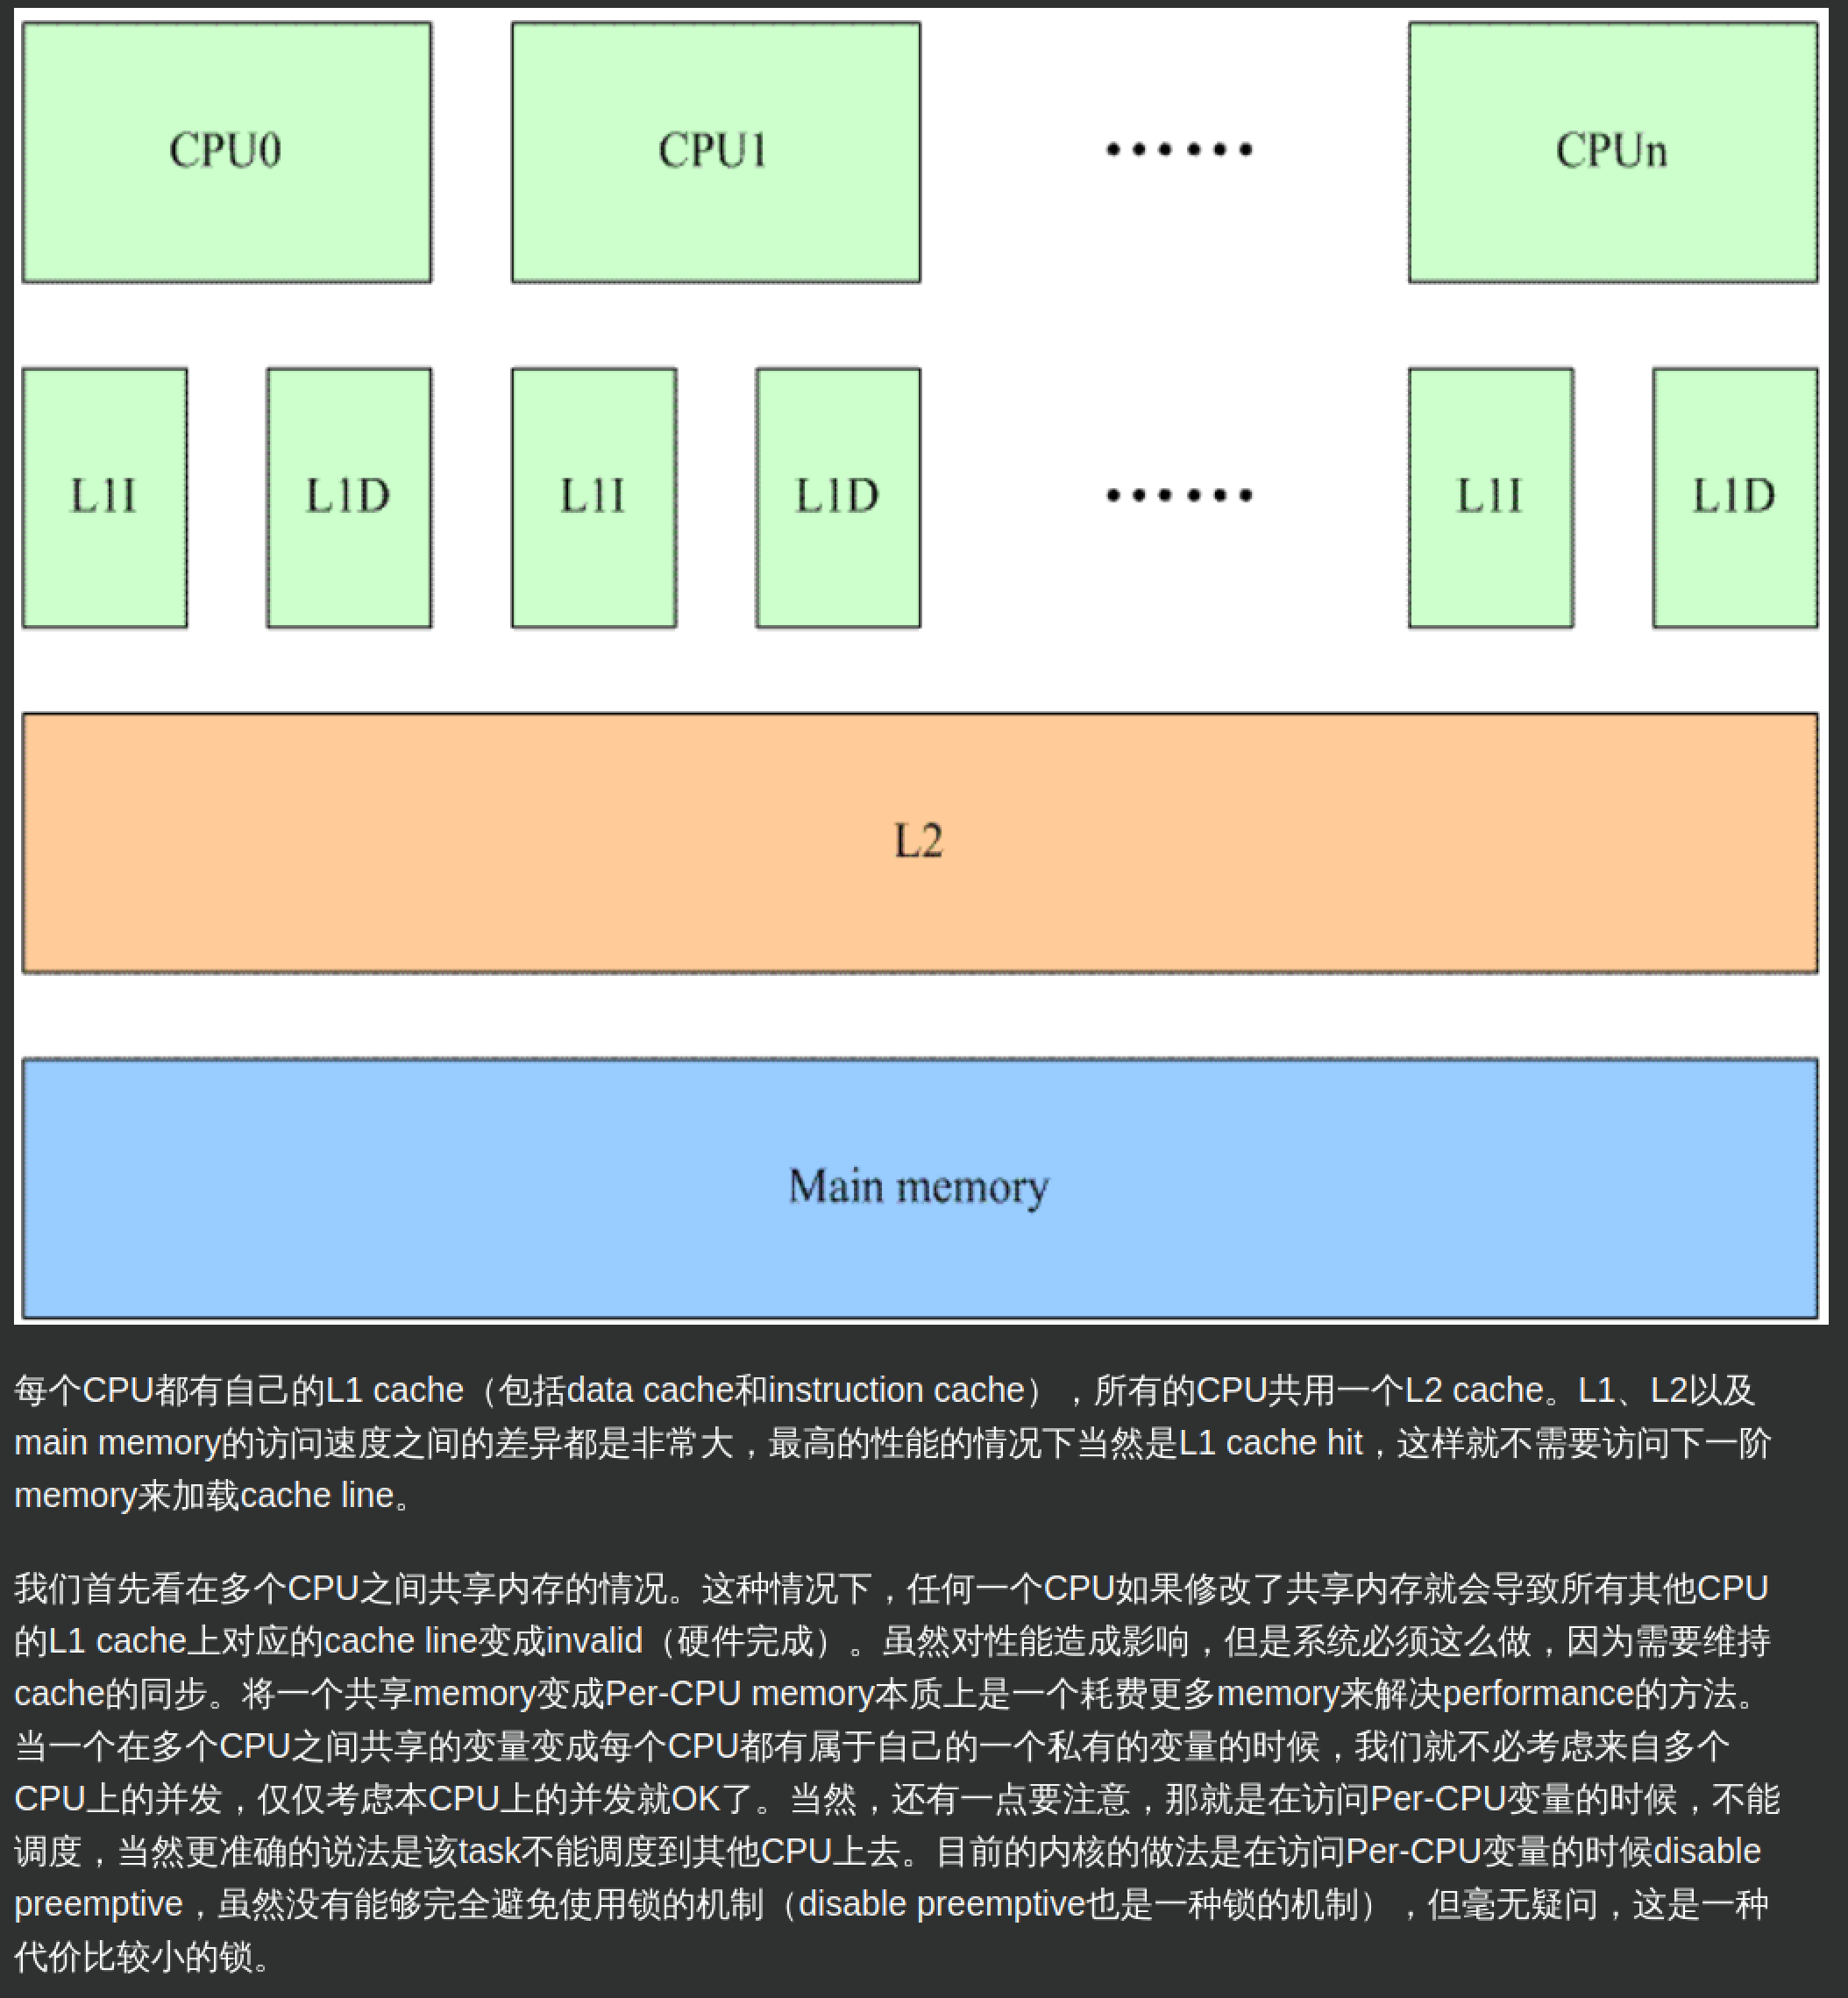 CPU0 CPU1 ...... CPUn
L1I L1D L1I L1D ...... L1I L1D
L2
Main memory
每个CPU都有自己的L1 cache（包括data cache和instruction cache），所有的CPU共用一个L2 cache。L1、L2以及
main memory的访问速度之间的差异都是非常大，最高的性能的情况下当然是L1 cache hit，这样就不需要访问下一阶
memory来加载cache line。
我们首先看在多个CPU之间共享内存的情况。这种情况下，任何一个CPU如果修改了共享内存就会导致所有其他CPU
的L1 cache上对应的cache line变成invalid（硬件完成）。虽然对性能造成影响，但是系统必须这么做，因为需要维持
cache的同步。将一个共享memory变成Per-CPU memory本质上是一个耗费更多memory来解决performance的方法。
当一个在多个CPU之间共享的变量变成每个CPU都有属于自己的一个私有的变量的时候，我们就不必考虑来自多个
CPU上的并发，仅仅考虑本CPU上的并发就OK了。当然，还有一点要注意，那就是在访问Per-CPU变量的时候，不能
调度，当然更准确的说法是该task不能调度到其他CPU上去。目前的内核的做法是在访问Per-CPU变量的时候disable
preemptive，虽然没有能够完全避免使用锁的机制（disable preemptive也是一种锁的机制），但毫无疑问，这是一种
代价比较小的锁。